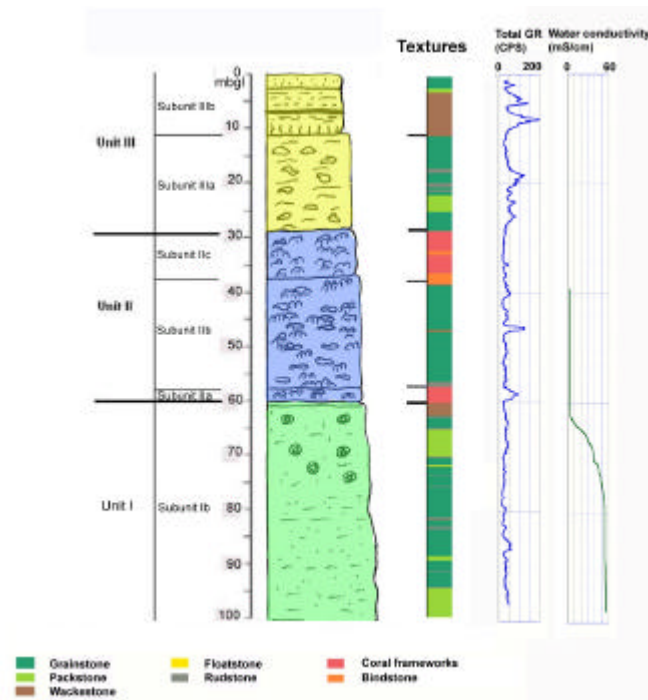 Total GR Water conductivity
(CPS) (mS/cm)
Textures
0 200 0 60
0
mbgl
Subunit IIIb
10
Unit III
20
Subunit IIIa
30
Subunit IIc
40
Unit II
Subunit IIb
50
Subunit IIa
60
70
Unit I
Subunit Ib
80
90
100
Grainstone
Packstone
Wackestone
Floatstone
Rudstone
Coral frameworks
Bindstone